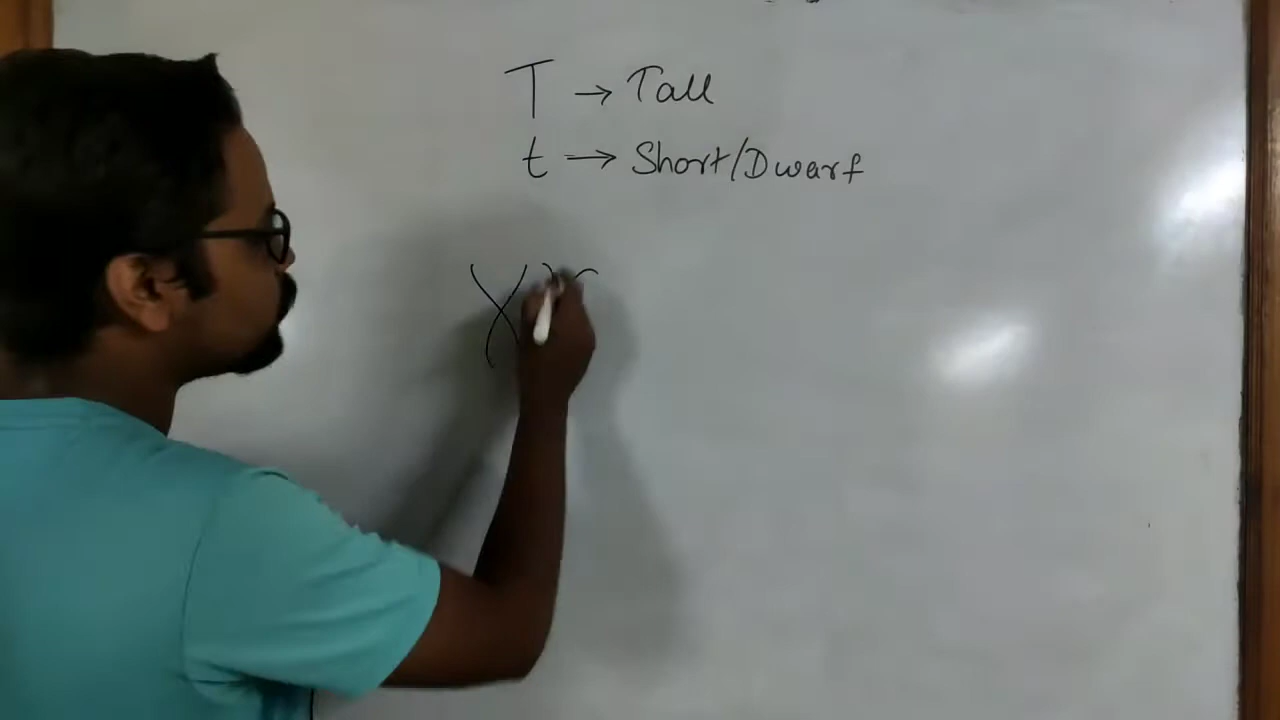 T → Tall
t → Short/Dwarf